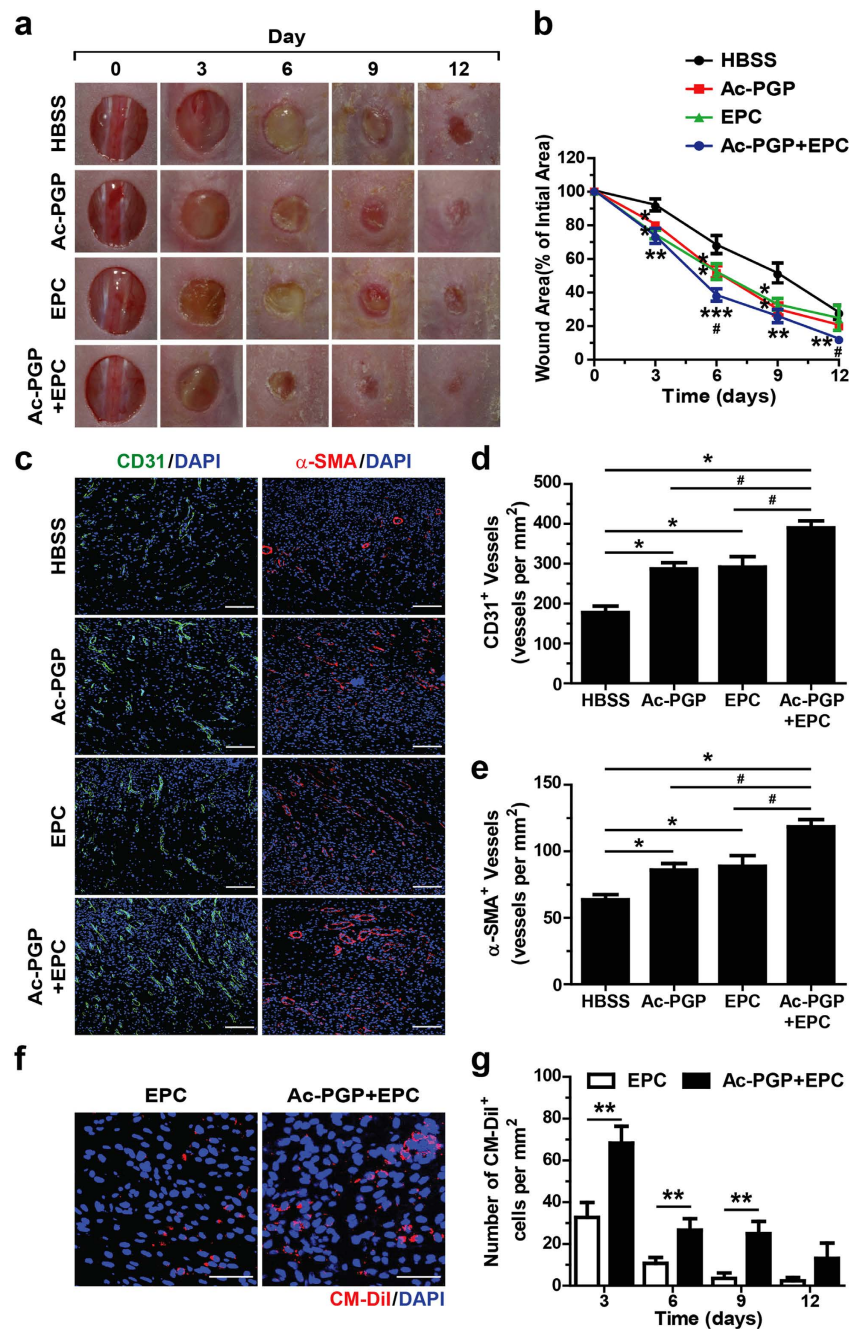 a
Day
0 3 6 9 12
HBSS
Ac-PGP
EPC
Ac-PGP
+EPC
b
HBSS
Ac-PGP
EPC
Ac-PGP+EPC
Wound Area(% of Intial Area)
120
100
80
60
40
20
0
*
*
**
*
*
***
#
*
*
**
**
#
0 3 6 9 12
Time (days)
c
CD31/DAPI
α-SMA/DAPI
HBSS
Ac-PGP
EPC
Ac-PGP
+EPC
d
CD31+ Vessels
(vessels per mm2)
500
400
300
200
100
0
*
#
#
*
*
HBSS Ac-PGP EPC Ac-PGP
+EPC
e
α-SMA+ Vessels
(vessels per mm2)
150
100
50
0
*
#
#
*
*
HBSS Ac-PGP EPC Ac-PGP
+EPC
f
EPC
Ac-PGP+EPC
CM-DiI/DAPI
g
EPC Ac-PGP+EPC
Number of CM-DiI+
cells per mm2
100
80
60
40
20
0
**
**
**
3 6 9 12
Time (days)